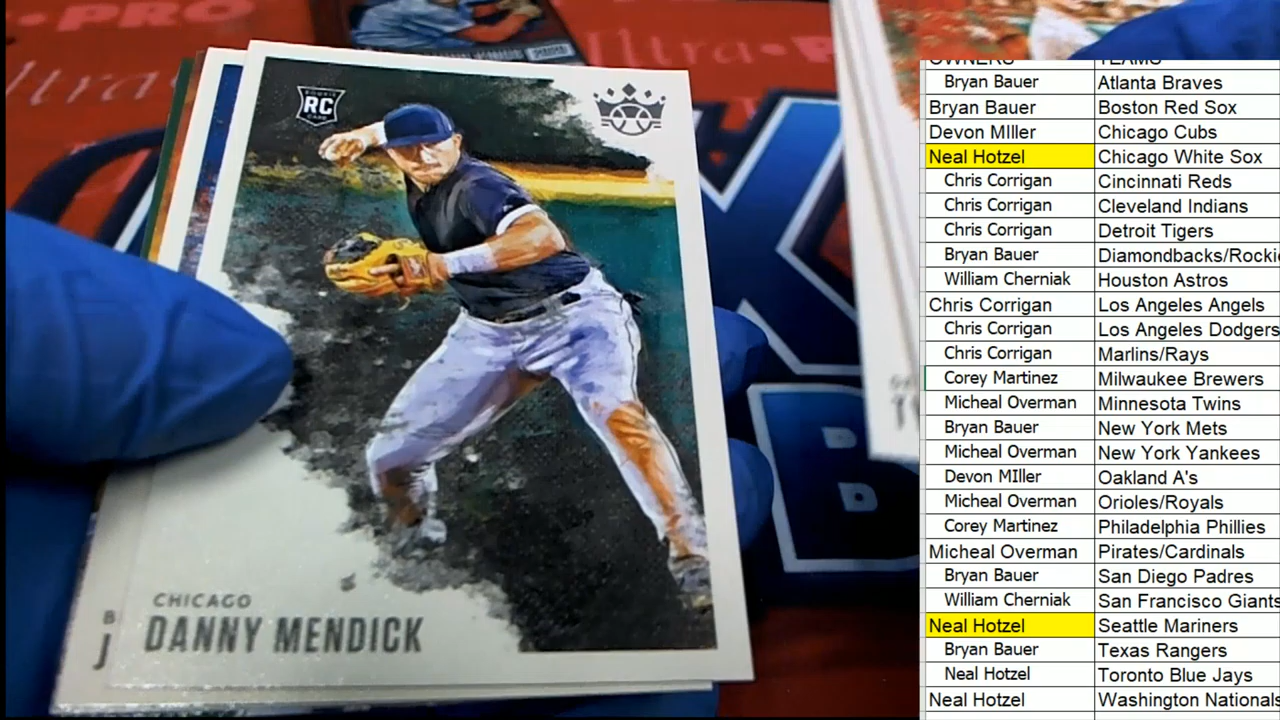 PRO
ltra
ltra
ROOKIE
RC
CARD
CHICAGO
DANNY MENDICK
B
J
T
B
OWNERS TEAMS
Bryan Bauer Atlanta Braves
Bryan Bauer Boston Red Sox
Devon MIller Chicago Cubs
Neal Hotzel Chicago White Sox
Chris Corrigan Cincinnati Reds
Chris Corrigan Cleveland Indians
Chris Corrigan Detroit Tigers
Bryan Bauer Diamondbacks/Rockie
William Cherniak Houston Astros
Chris Corrigan Los Angeles Angels
Chris Corrigan Los Angeles Dodgers
Chris Corrigan Marlins/Rays
Corey Martinez Milwaukee Brewers
Micheal Overman Minnesota Twins
Bryan Bauer New York Mets
Micheal Overman New York Yankees
Devon MIller Oakland A's
Micheal Overman Orioles/Royals
Corey Martinez Philadelphia Phillies
Micheal Overman Pirates/Cardinals
Bryan Bauer San Diego Padres
William Cherniak San Francisco Giants
Neal Hotzel Seattle Mariners
Bryan Bauer Texas Rangers
Neal Hotzel Toronto Blue Jays
Neal Hotzel Washington Nationals